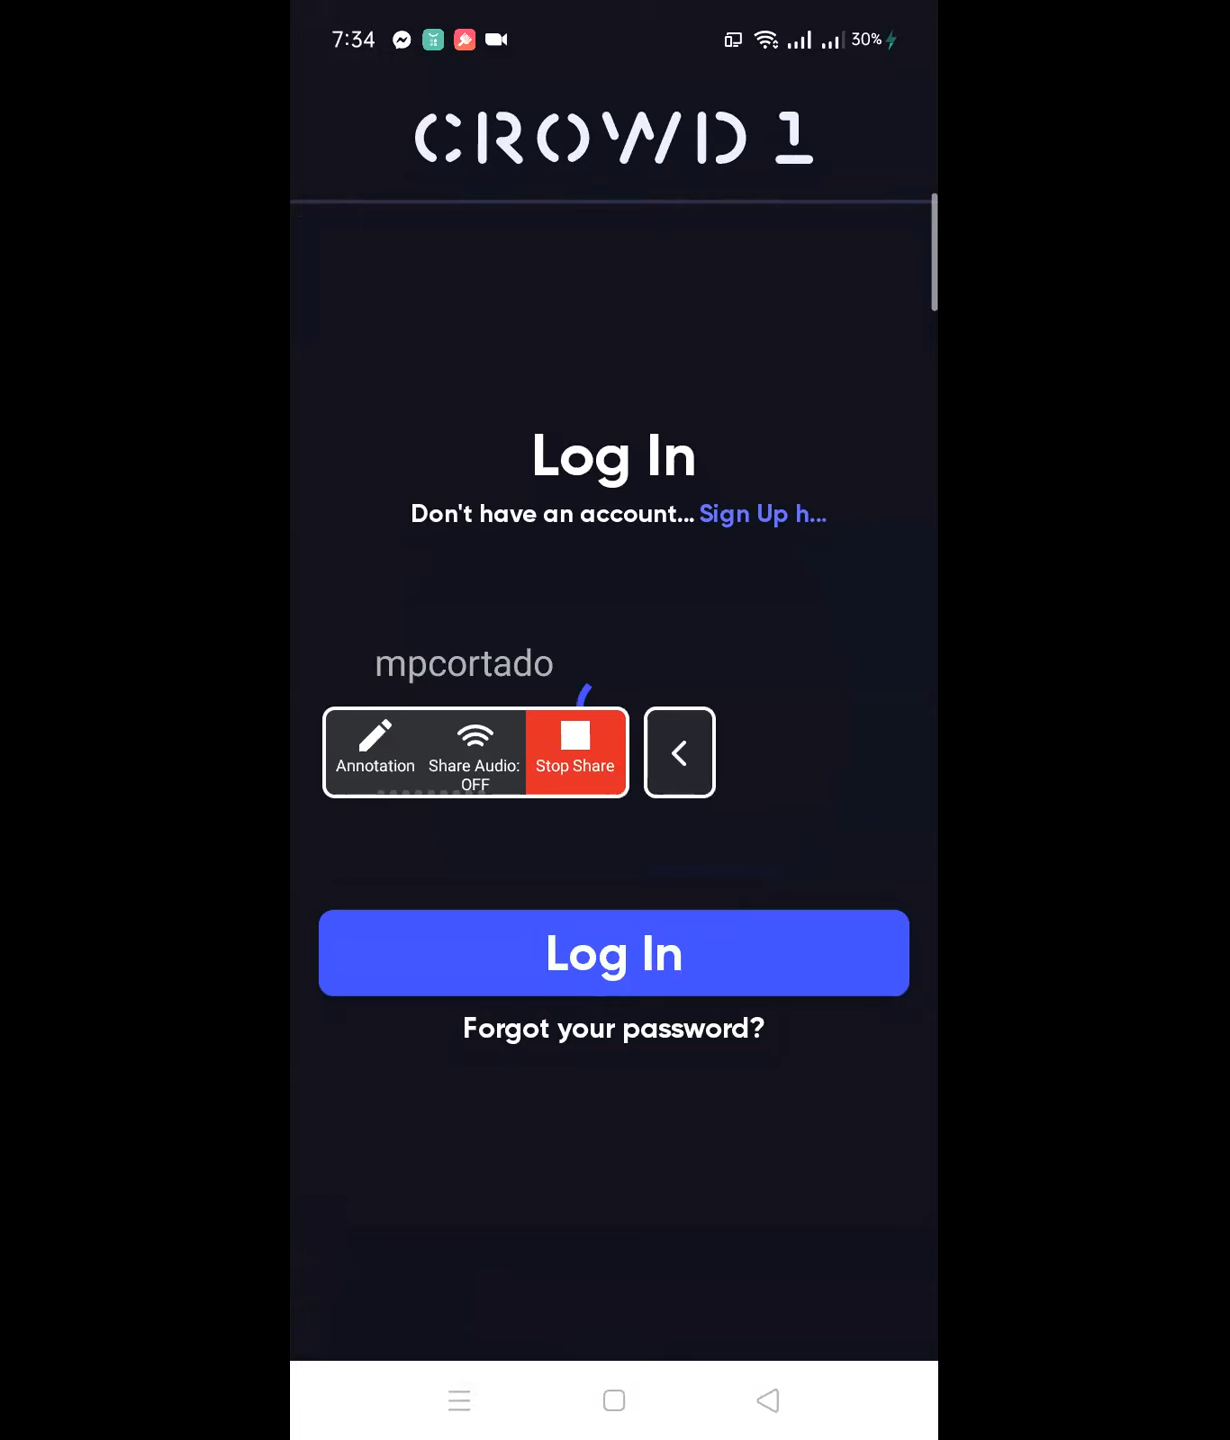 7:34
30%
CROWD 1
Log In
Don't have an account... Sign Up h...
mpcortado
Annotation
Share Audio:
OFF
Stop Share
Log In
Forgot your password?